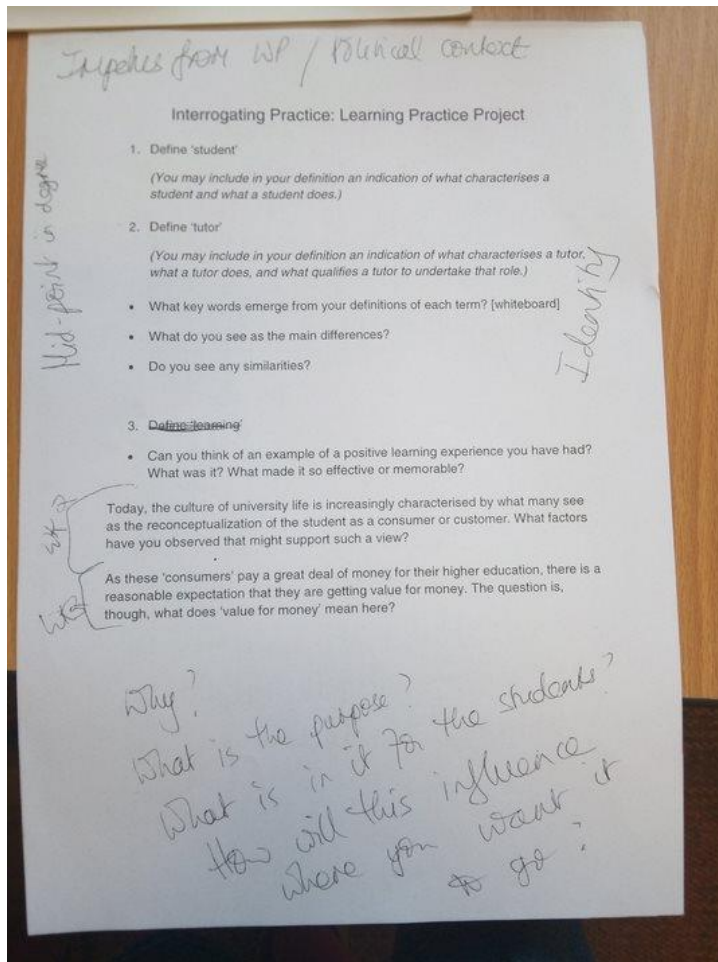 Impetus from WP / Political context
Interrogating Practice: Learning Practice Project
1. Define 'student'
(You may include in your definition an indication of what characterises a
student and what a student does.)
2. Define 'tutor'
(You may include in your definition an indication of what characterises a tutor,
what a tutor does, and what qualifies a tutor to undertake that role.)
• What key words emerge from your definitions of each term? [whiteboard]
• What do you see as the main differences?
• Do you see any similarities?
Mid-point in degree
Identity
3. Define 'learning'
• Can you think of an example of a positive learning experience you have had?
What was it? What made it so effective or memorable?
Today, the culture of university life is increasingly characterised by what many see
as the reconceptualization of the student as a consumer or customer. What factors
have you observed that might support such a view?
As these 'consumers' pay a great deal of money for their higher education, there is a
reasonable expectation that they are getting value for money. The question is,
though, what does 'value for money' mean here?
Why?
What is the purpose?
What is in it for the students?
How will this influence
where you want it
to go?